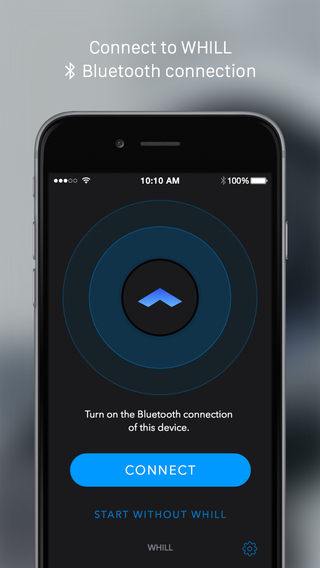 Connect to WHILL
Bluetooth connection
10:10 AM
100%
Turn on the Bluetooth connection
of this device.
CONNECT
START WITHOUT WHILL
WHILL